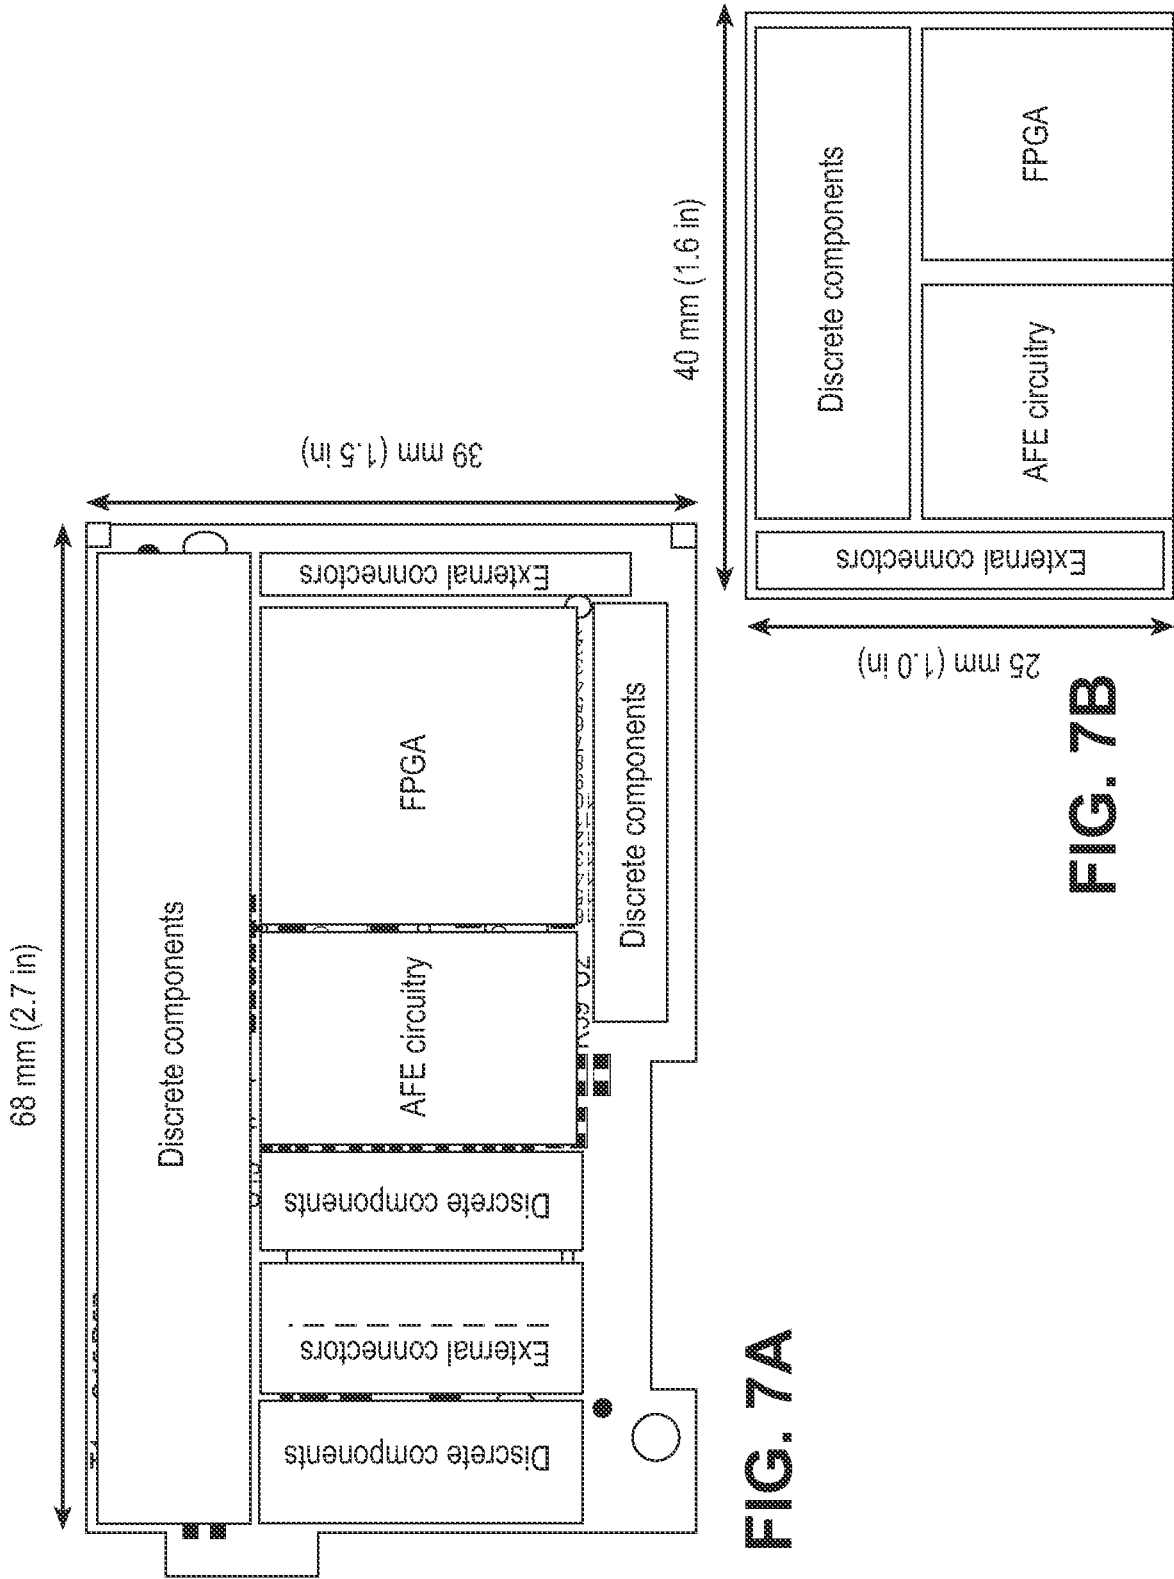 68 mm (2.7 in)
39 mm (1.5 in)
Discrete components
Discrete components
External connectors
Discrete components
AFE circuitry
FPGA
External connectors
Discrete components
FIG. 7A
40 mm (1.6 in)
25 mm (1.0 in)
External connectors
Discrete components
AFE circuitry
FPGA
FIG. 7B